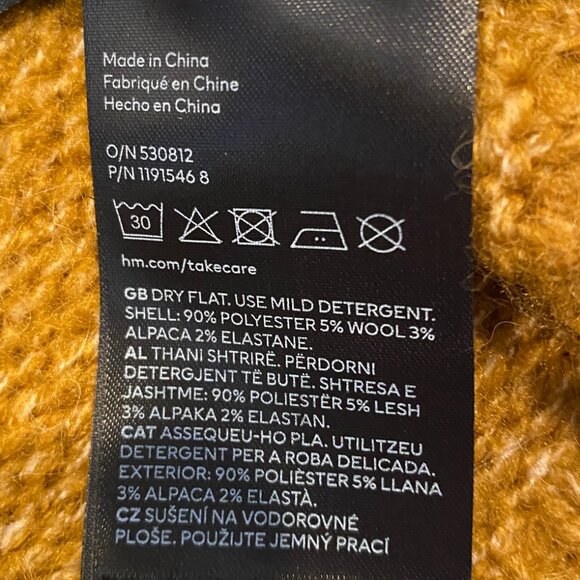 Made in China
Fabriqué en Chine
Hecho en China
O/N 530812
P/N 1191546 8
30
hm.com/takecare
GB DRY FLAT. USE MILD DETERGENT.
SHELL: 90% POLYESTER 5% WOOL 3%
ALPACA 2% ELASTANE.
AL THANI SHTRIRË. PËRDORNI
DETERGJENT TË BUTË. SHTRESA E
JASHTME: 90% POLIESTËR 5% LESH
3% ALPAKA 2% ELASTAN.
CAT ASSEQUEU-HO PLA. UTILITZEU
DETERGENT PER A ROBA DELICADA.
EXTERIOR: 90% POLIÈSTER 5% LLANA
3% ALPACA 2% ELASTÀ.
CZ SUŠENÍ NA VODOROVNÉ
PLOŠE. POUŽIJTE JEMNÝ PRACÍ